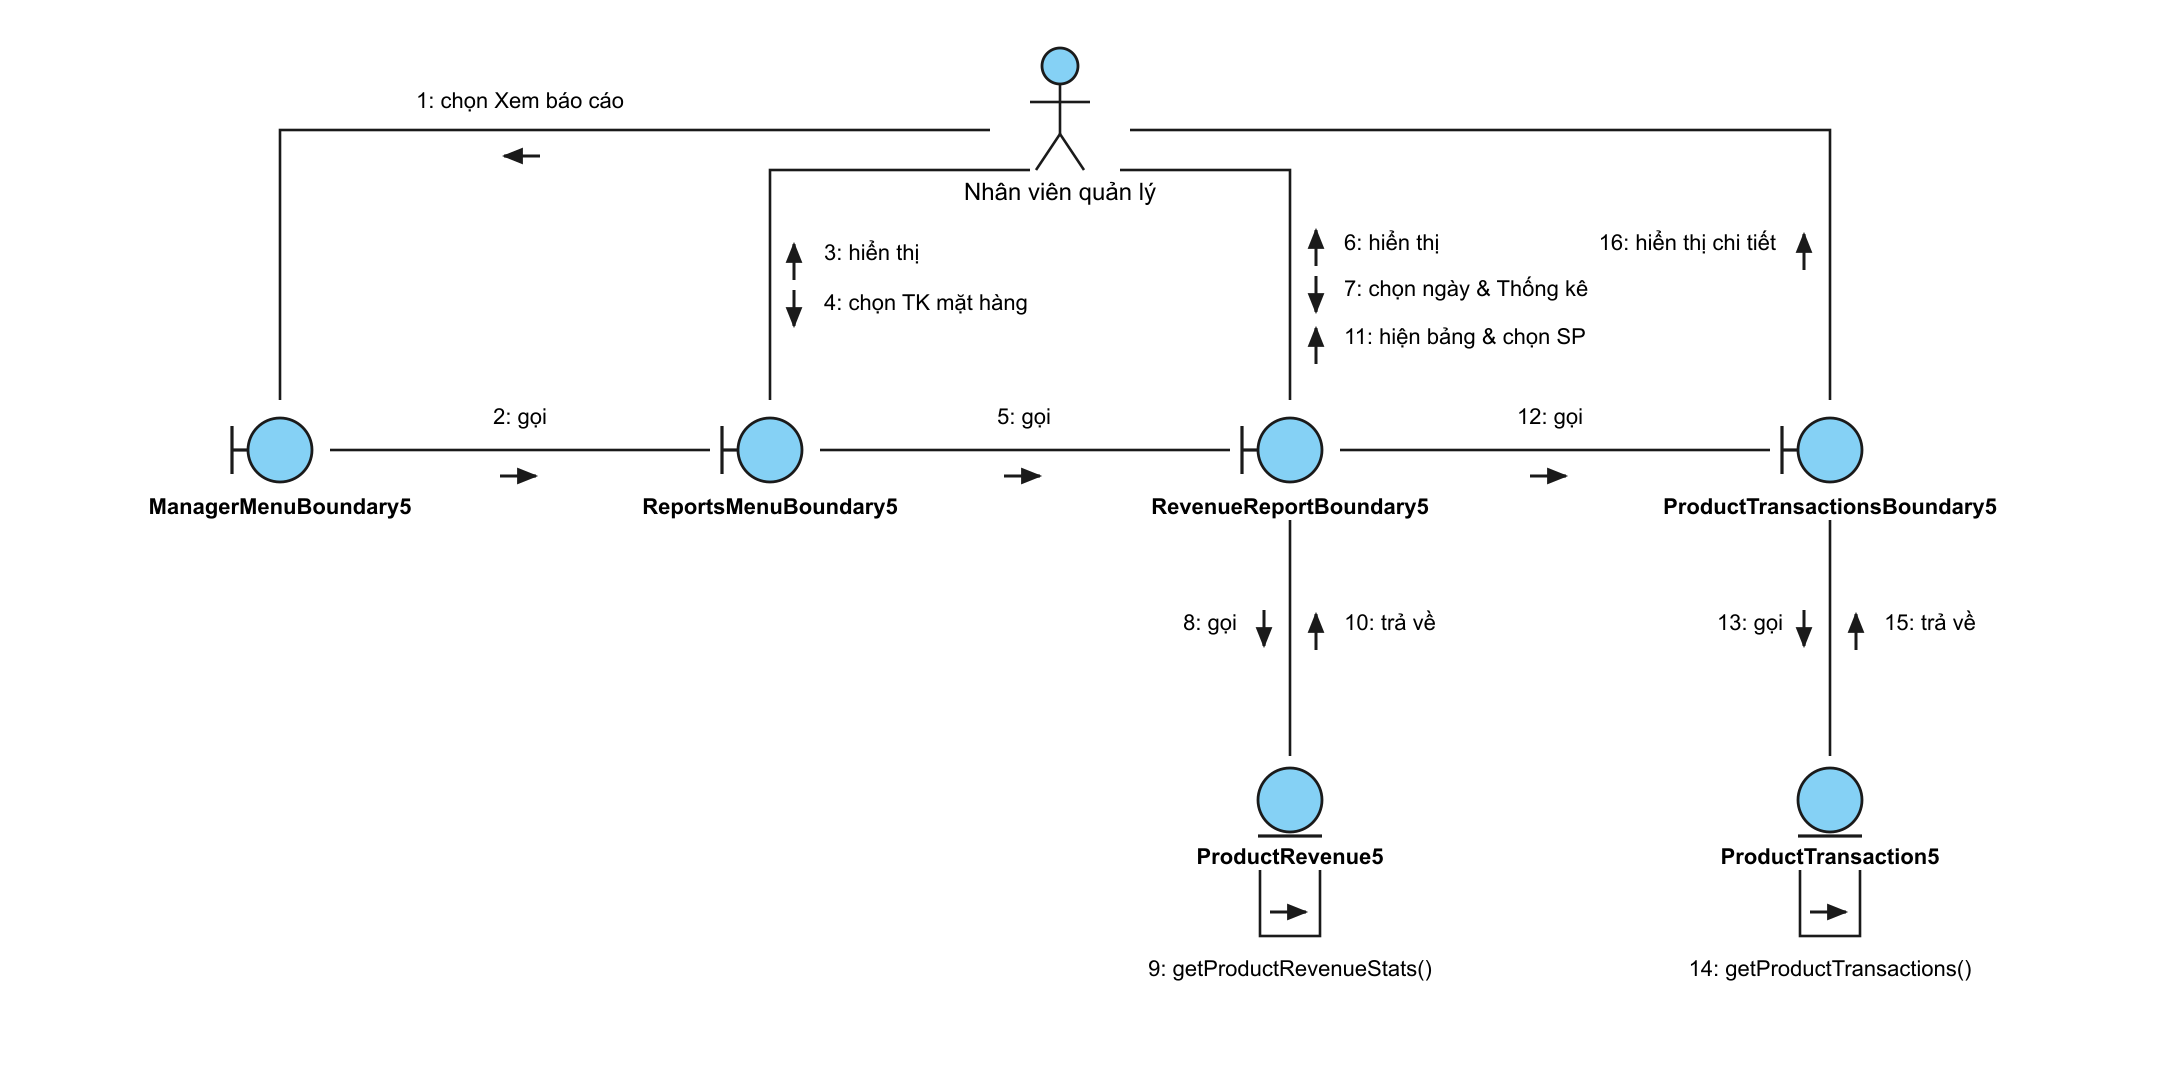 1: chọn Xem báo cáo
Nhân viên quản lý
3: hiển thị
4: chọn TK mặt hàng
6: hiển thị
7: chọn ngày & Thống kê
11: hiện bảng & chọn SP
16: hiển thị chi tiết
2: gọi
5: gọi
12: gọi
ManagerMenuBoundary5
ReportsMenuBoundary5
RevenueReportBoundary5
ProductTransactionsBoundary5
8: gọi
10: trả về
13: gọi
15: trả về
ProductRevenue5
ProductTransaction5
9: getProductRevenueStats()
14: getProductTransactions()